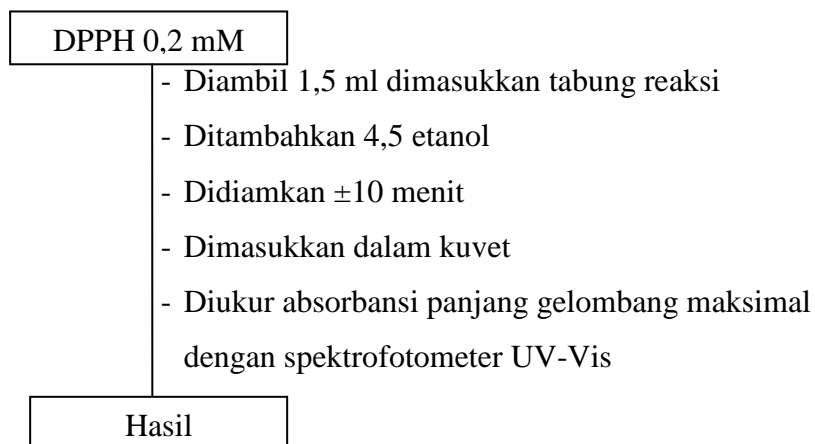 DPPH 0,2 mM
- Diambil 1,5 ml dimasukkan tabung reaksi
- Ditambahkan 4,5 etanol
- Didiamkan ±10 menit
- Dimasukkan dalam kuvet
- Diukur absorbansi panjang gelombang maksimal
dengan spektrofotometer UV-Vis
Hasil